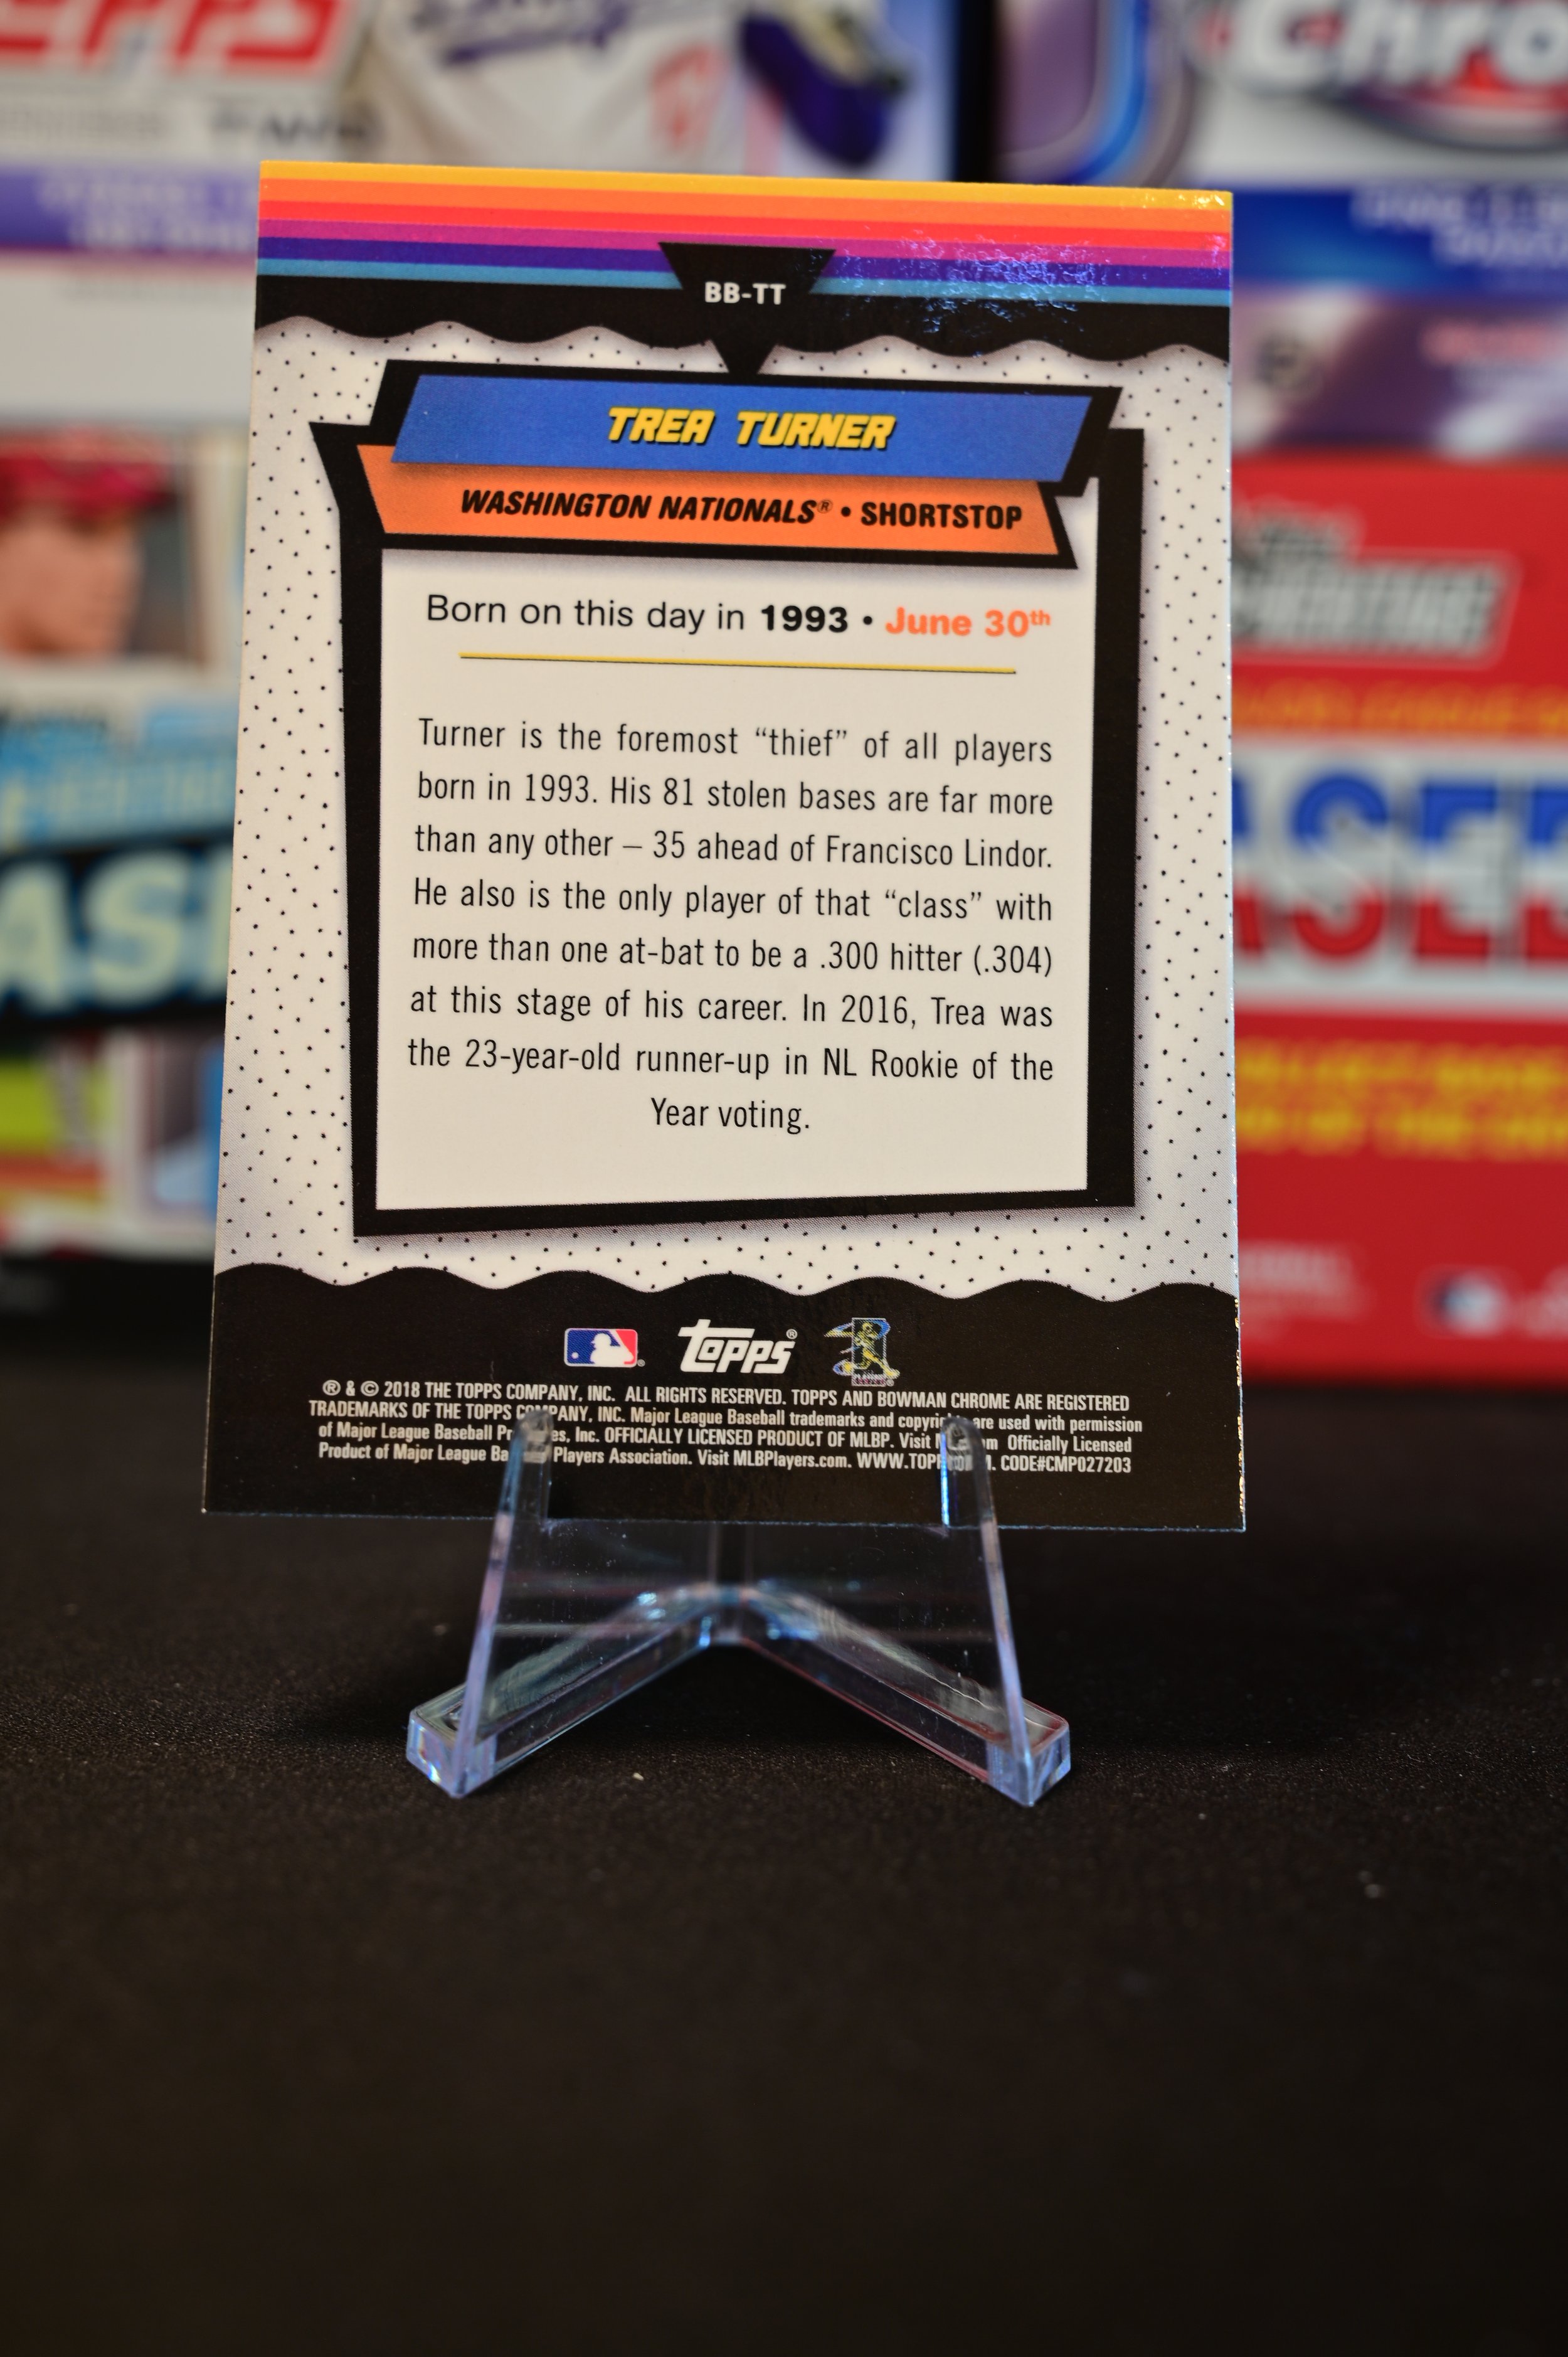 BB-TT
TREA TURNER
WASHINGTON NATIONALS® • SHORTSTOP
Born on this day in 1993 • June 30th
Turner is the foremost “thief” of all players
born in 1993. His 81 stolen bases are far more
than any other – 35 ahead of Francisco Lindor.
He also is the only player of that “class” with
more than one at-bat to be a .300 hitter (.304)
at this stage of his career. In 2016, Trea was
the 23-year-old runner-up in NL Rookie of the
Year voting.
Topps®
® & © 2018 THE TOPPS COMPANY, INC. ALL RIGHTS RESERVED. TOPPS AND BOWMAN CHROME ARE REGISTERED
TRADEMARKS OF THE TOPPS COMPANY, INC. Major League Baseball trademarks and copyrights are used with permission
of Major League Baseball Inc. OFFICIALLY LICENSED PRODUCT OF MLBP. Visit Officially Licensed
Product of Major League Players Association. Visit MLBPlayers.com. CODE#CMP027203